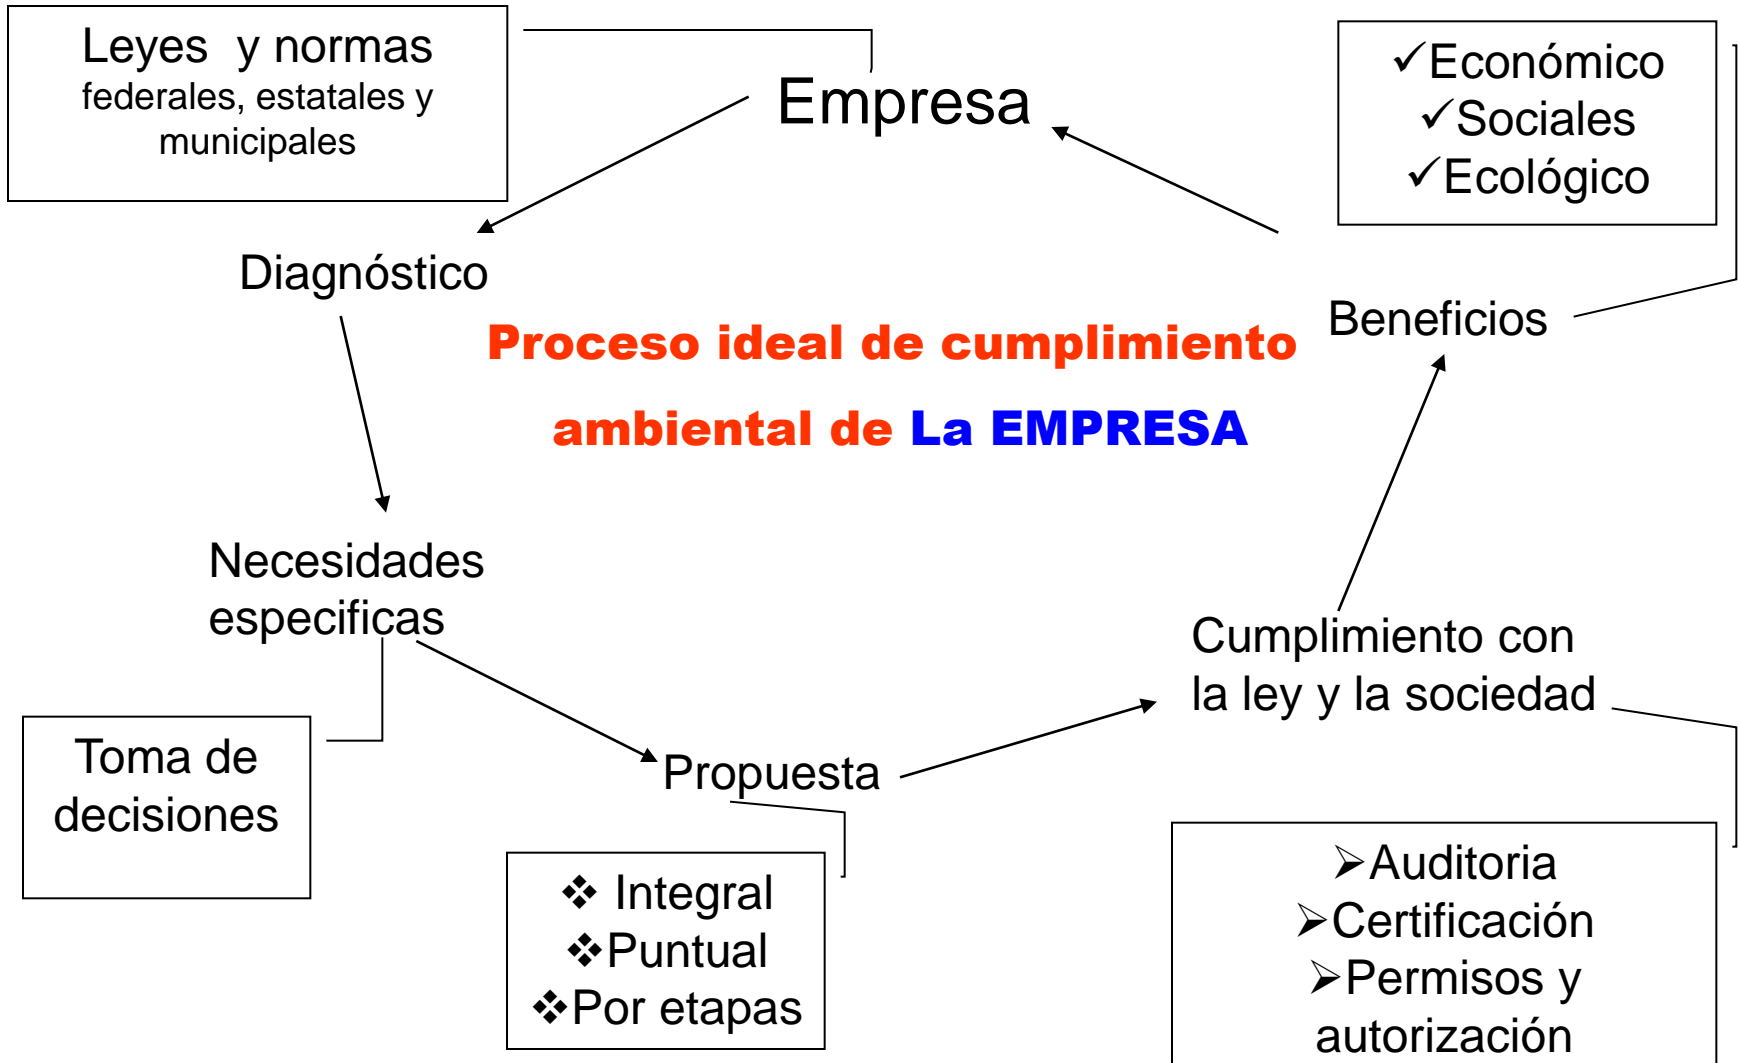 Leyes y normas
federales, estatales y
municipales
Empresa
✓Económico
✓Sociales
✓Ecológico
Diagnóstico
Beneficios
Proceso ideal de cumplimiento
ambiental de La EMPRESA
Necesidades
especificas
Cumplimiento con
la ley y la sociedad
Toma de
decisiones
Propuesta
❖ Integral
❖Puntual
❖Por etapas
➢Auditoria
➢Certificación
➢Permisos y
autorización